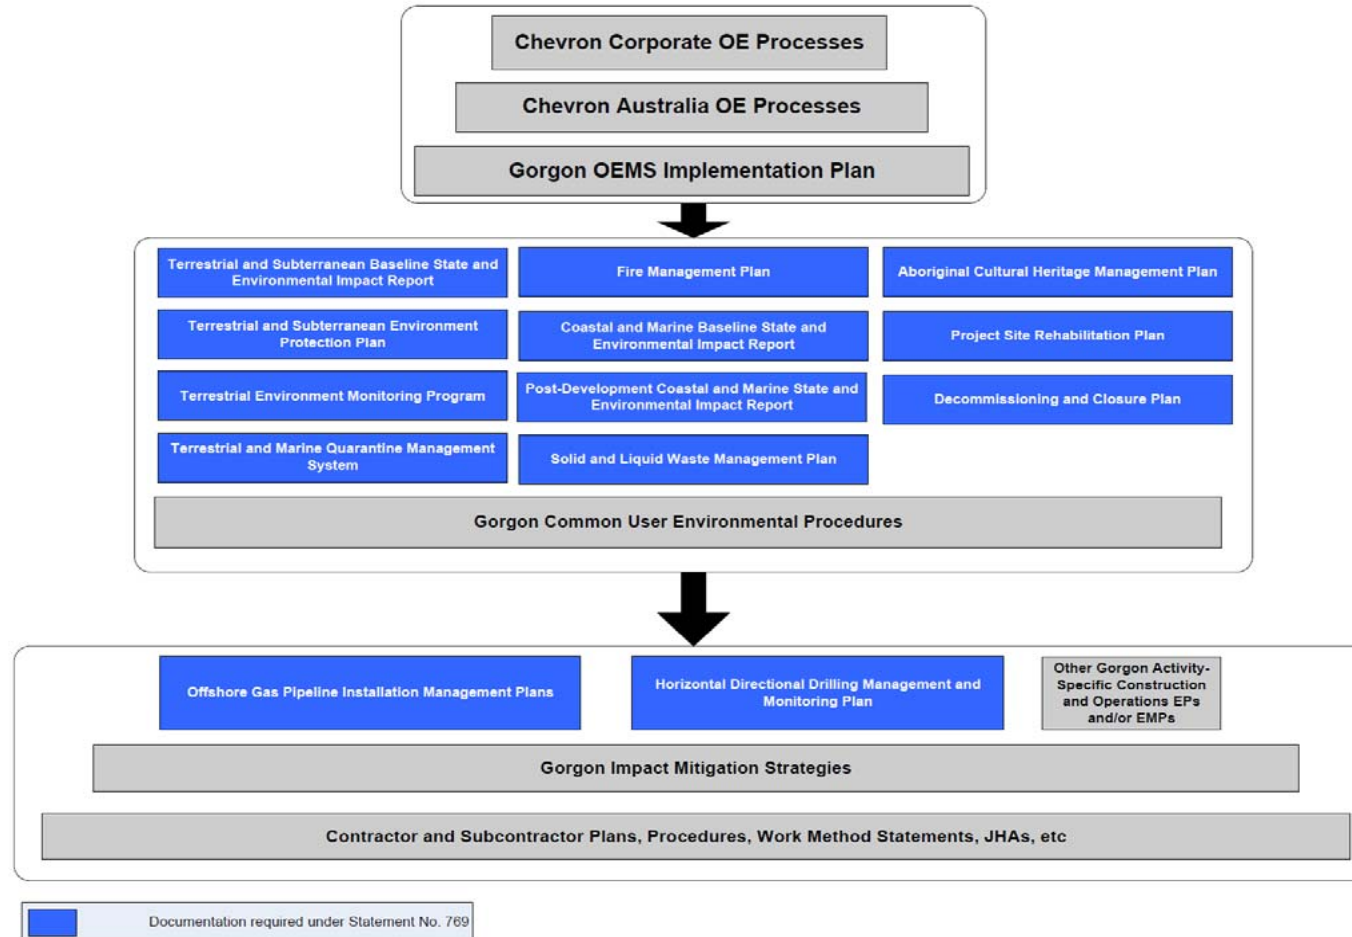 Chevron Corporate OE Processes
Chevron Australia OE Processes
Gorgon OEMS Implementation Plan
Terrestrial and Subterranean Baseline State and
Environmental Impact Report
Fire Management Plan
Aboriginal Cultural Heritage Management Plan
Terrestrial and Subterranean Environment
Protection Plan
Coastal and Marine Baseline State and
Environmental Impact Report
Project Site Rehabilitation Plan
Terrestrial Environment Monitoring Program
Post-Development Coastal and Marine State and
Environmental Impact Report
Decommissioning and Closure Plan
Terrestrial and Marine Quarantine Management
System
Solid and Liquid Waste Management Plan
Gorgon Common User Environmental Procedures
Offshore Gas Pipeline Installation Management Plans
Horizontal Directional Drilling Management and
Monitoring Plan
Other Gorgon Activity-
Specific Construction
and Operations EPs
and/or EMPs
Gorgon Impact Mitigation Strategies
Contractor and Subcontractor Plans, Procedures, Work Method Statements, JHAs, etc
Documentation required under Statement No. 769